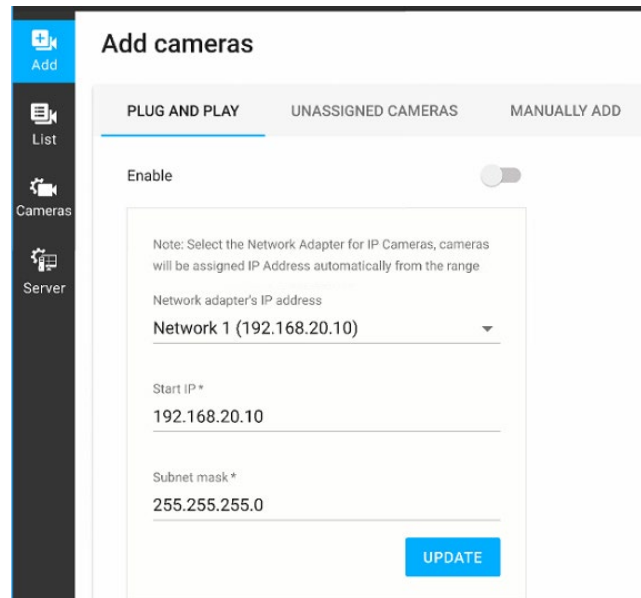 Add
List
Cameras
Server
Add cameras
PLUG AND PLAY UNASSIGNED CAMERAS MANUALLY ADD
Enable
Note: Select the Network Adapter for IP Cameras, cameras
will be assigned IP Address automatically from the range
Network adapter's IP address
Network 1 (192.168.20.10)
Start IP *
192.168.20.10
Subnet mask *
255.255.255.0
UPDATE